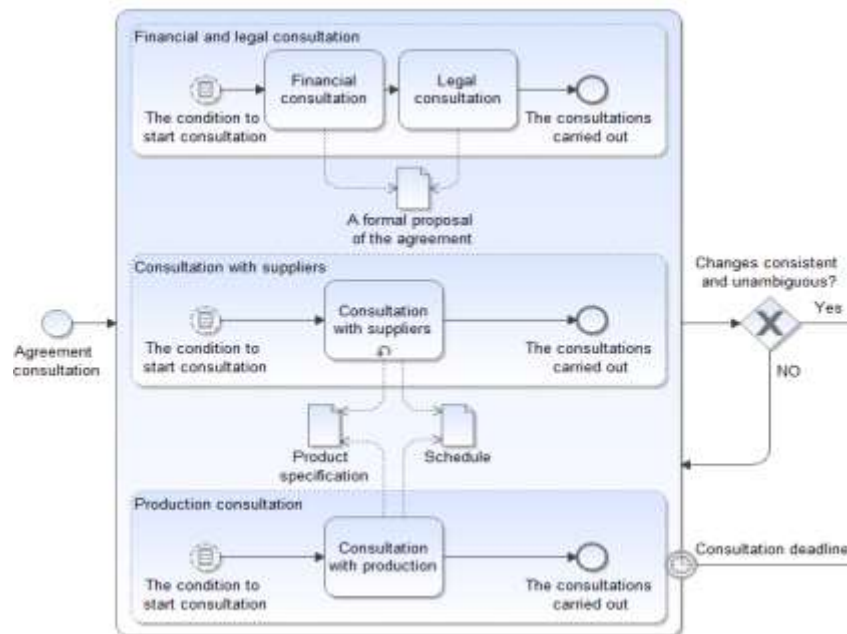 Financial and legal consultation
Financial
consultation
Legal
consultation
The condition to
start consultation
The consultations
carried out
A formal proposal
of the agreement
Consultation with suppliers
Changes consistent
and unambiguous?
Consultation
with suppliers
Yes
Agreement
consultation
The condition to
start consultation
The consultations
carried out
NO
Product
specification
Schedule
Production consultation
Consultation
with production
Consultation deadline
The condition to
start consultation
The consultations
carried out